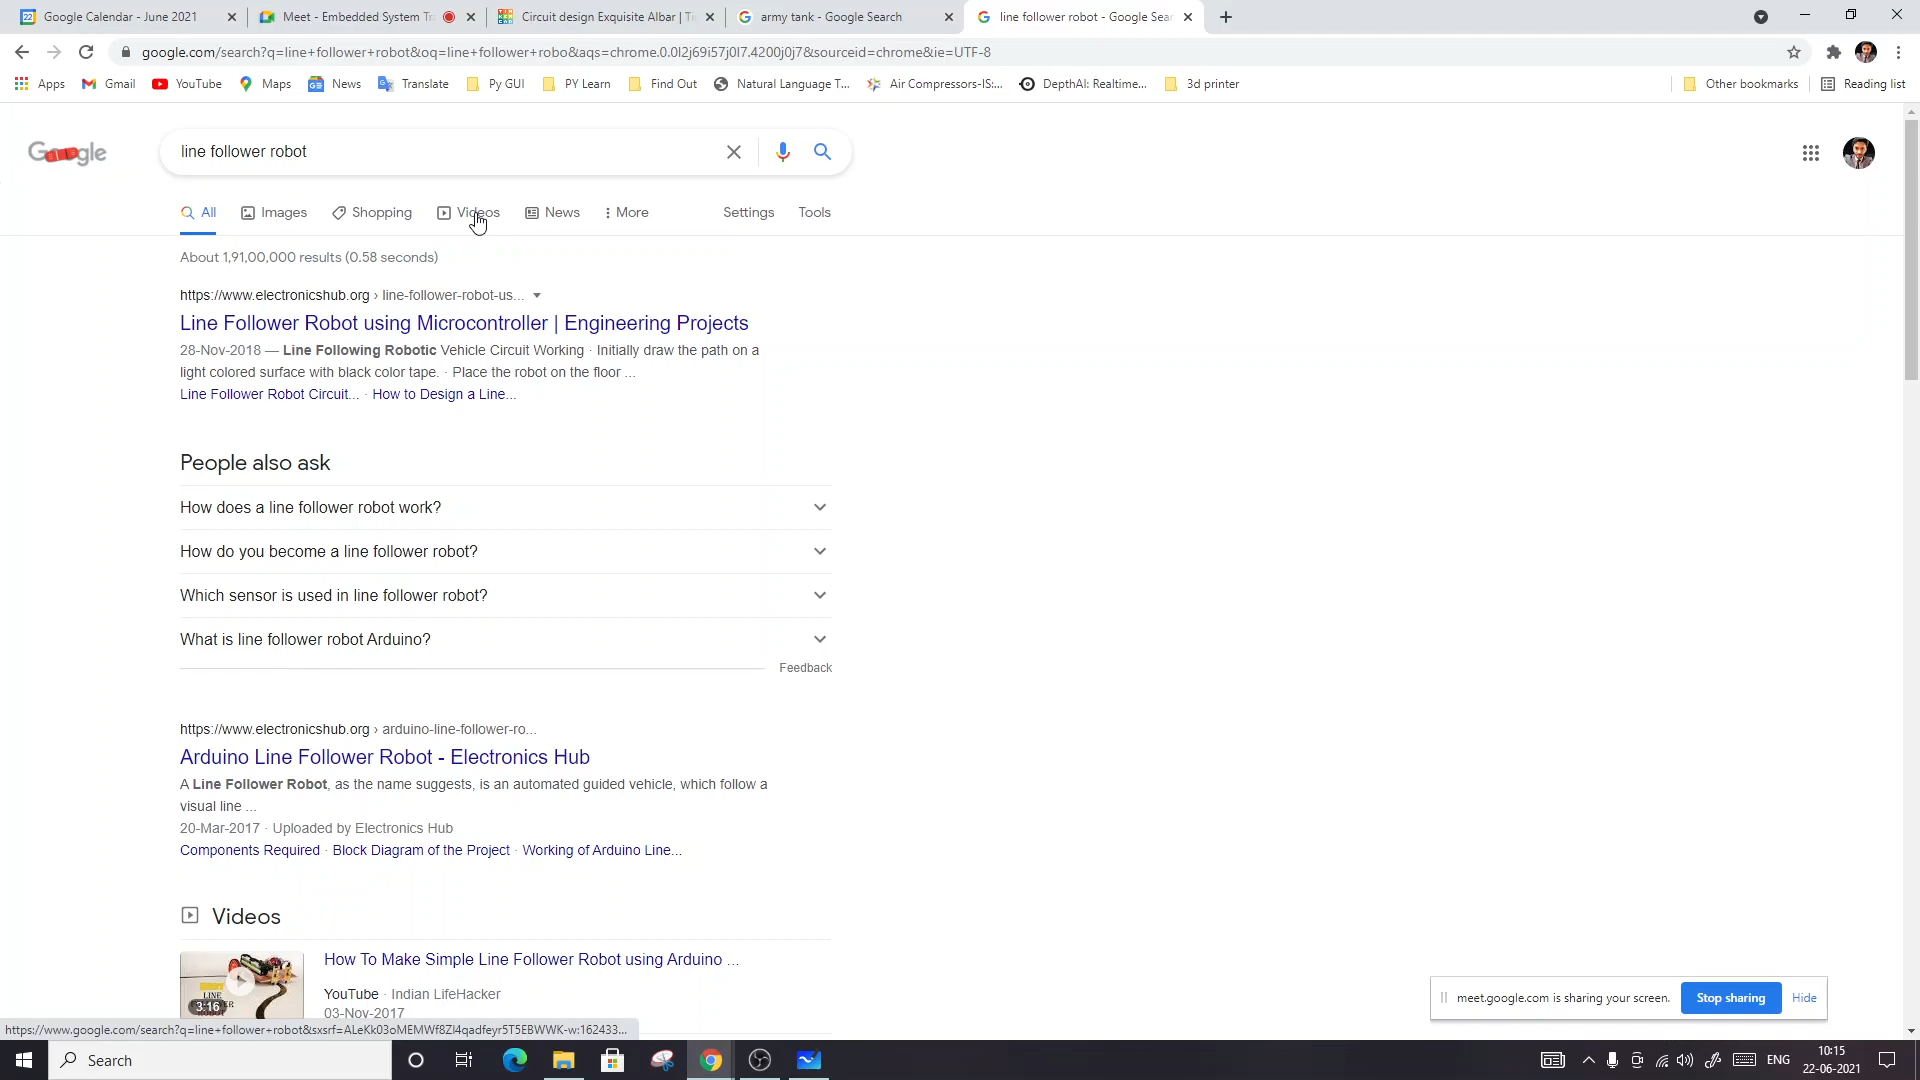 Google Calendar - June 2021
Meet - Embedded System Tr
Circuit design Exquisite Albar | Ti
army tank - Google Search
line follower robot - Google Sear
google.com/search?q=line+follower+robot&oq=line+follower+robo&aqs=chrome.0.0l2j69i57j0l7.4200j0j7&sourceid=chrome&ie=UTF-8
Apps
Gmail
YouTube
Maps
News
Translate
Py GUI
PY Learn
Find Out
Natural Language T...
Air Compressors-IS:...
DepthAI: Realtime...
3d printer
Other bookmarks
Reading list
Google
line follower robot
All
Images
Shopping
Videos
News
More
Settings
Tools
About 1,91,00,000 results (0.58 seconds)
https://www.electronicshub.org › line-follower-robot-us...
Line Follower Robot using Microcontroller | Engineering Projects
28-Nov-2018 — Line Following Robotic Vehicle Circuit Working · Initially draw the path on a
light colored surface with black color tape. · Place the robot on the floor ...
Line Follower Robot Circuit... · How to Design a Line...
People also ask
How does a line follower robot work?
How do you become a line follower robot?
Which sensor is used in line follower robot?
What is line follower robot Arduino?
Feedback
https://www.electronicshub.org › arduino-line-follower-ro...
Arduino Line Follower Robot - Electronics Hub
A Line Follower Robot, as the name suggests, is an automated guided vehicle, which follow a
visual line ...
20-Mar-2017 · Uploaded by Electronics Hub
Components Required · Block Diagram of the Project · Working of Arduino Line...
Videos
LINE
3:16
How To Make Simple Line Follower Robot using Arduino ...
YouTube · Indian LifeHacker
03-Nov-2017
meet.google.com is sharing your screen.
Stop sharing
Hide
https://www.google.com/search?q=line+follower+robot&sxsrf=ALeKk03oMEMWf8Zl4qadfeyr5T5EBWWK-w:162433...
Search
ENG
10:15
22-06-2021